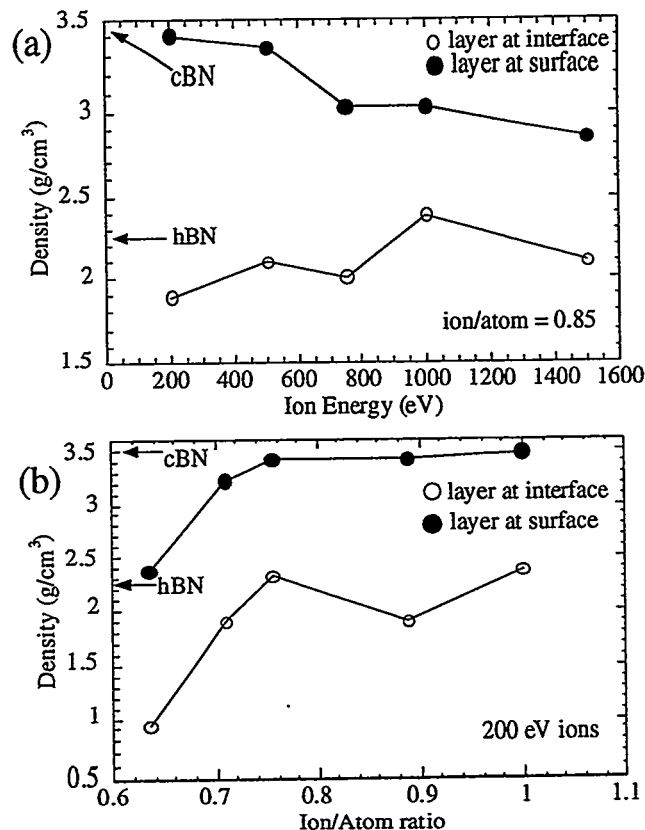 (a)
3.5
3
2.5
2
1.5
Density (g/cm³)
cBN
hBN
layer at interface
layer at surface
ion/atom = 0.85
0 200 400 600 800 1000 1200 1400 1600
Ion Energy (eV)
(b)
3.5
3
2.5
2
1.5
1
0.5
Density (g/cm³)
cBN
hBN
layer at interface
layer at surface
200 eV ions
0.6 0.7 0.8 0.9 1 1.1
Ion/Atom ratio